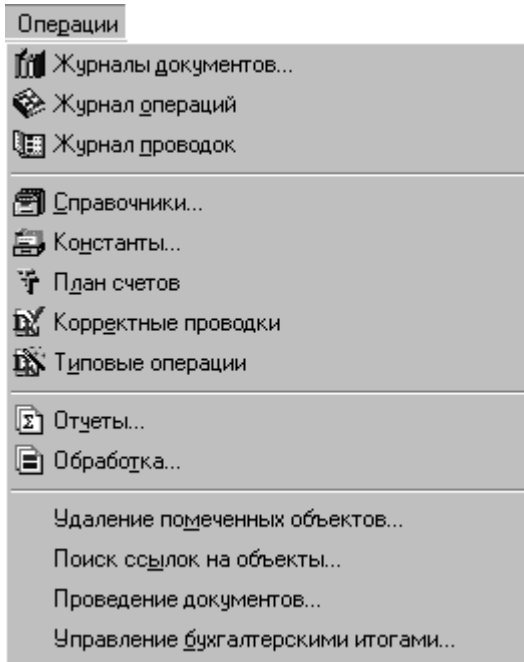 Операции
Журналы документов...
Журнал операций
Журнал проводок
Справочники...
Константы...
План счетов
Корректные проводки
Типовые операции
Отчеты...
Обработка...
Удаление помеченных объектов...
Поиск ссылок на объекты...
Проведение документов...
Управление бухгалтерскими итогами...